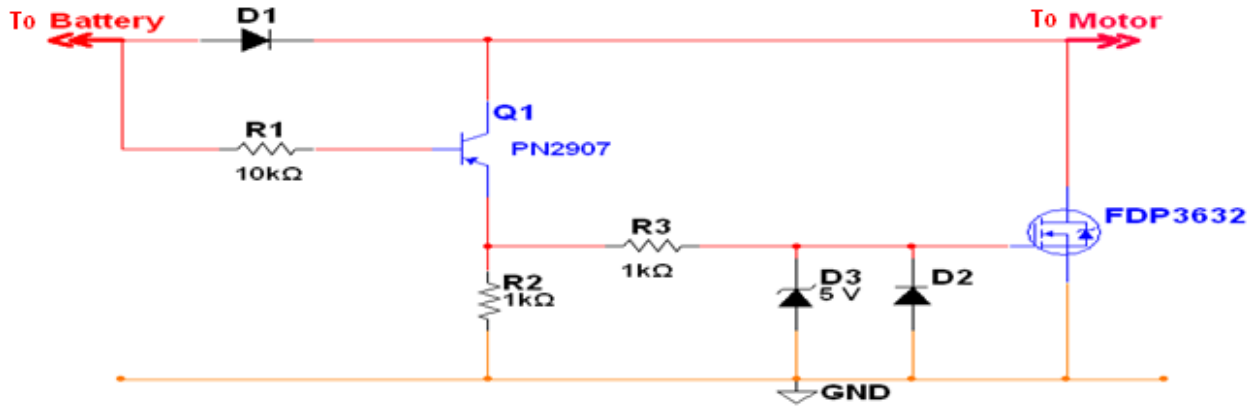 To Battery
D1
To Motor
Q1
PN2907
R1
10kΩ
FDP3632
R3
1kΩ
R2
1kΩ
D3
5 V
D2
GND